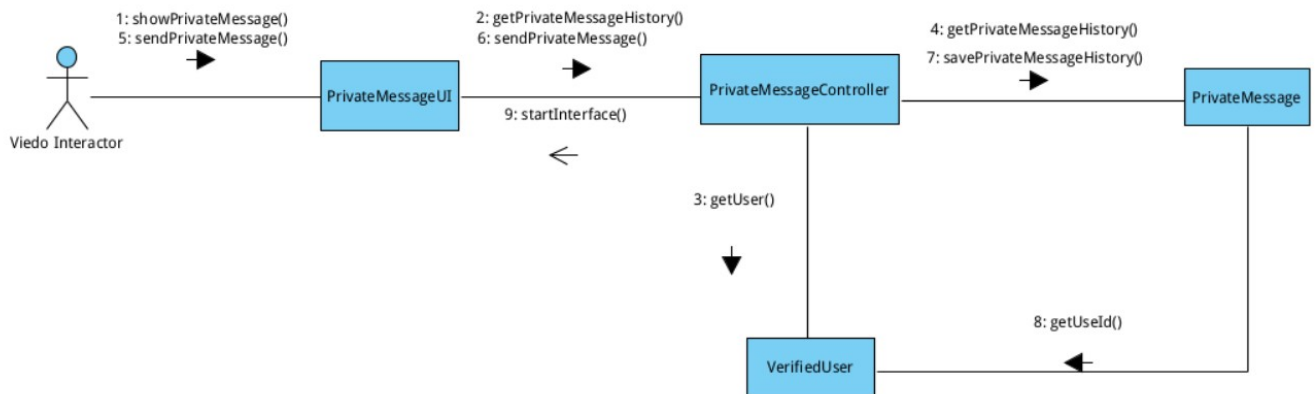 1: showPrivateMessage()
5: sendPrivateMessage()
2: getPrivateMessageHistory()
6: sendPrivateMessage()
4: getPrivateMessageHistory()
7: savePrivateMessageHistory()
PrivateMessageUI
PrivateMessageController
PrivateMessage
9: startInterface()
Viedo Interactor
3: getUser()
8: getUseId()
VerifiedUser